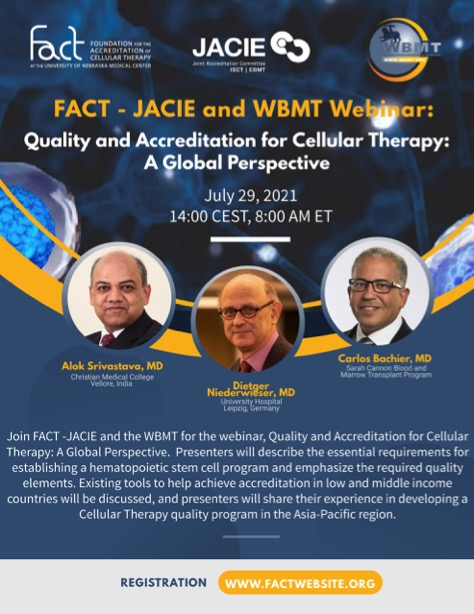 Fact
FOUNDATION FOR THE
ACCREDITATION OF
CELLULAR THERAPY
AT THE UNIVERSITY OF NEBRASKA MEDICAL CENTER
JACIE
Joint Accreditation Committee
ISCT | EBMT
WBMT
FACT - JACIE and WBMT Webinar:
Quality and Accreditation for Cellular Therapy:
A Global Perspective
July 29, 2021
14:00 CEST, 8:00 AM ET
Alok Srivastava, MD
Christian Medical College
Vellore, India
Dietger
Niederwieser, MD
University Hospital
Leipzig, Germany
Carlos Bachier, MD
Sarah Cannon Blood and
Marrow Transplant Program
Join FACT -JACIE and the WBMT for the webinar, Quality and Accreditation for Cellular
Therapy: A Global Perspective. Presenters will describe the essential requirements for
establishing a hematopoietic stem cell program and emphasize the required quality
elements. Existing tools to help achieve accreditation in low and middle income
countries will be discussed, and presenters will share their experience in developing a
Cellular Therapy quality program in the Asia-Pacific region.
REGISTRATION WWW.FACTWEBSITE.ORG